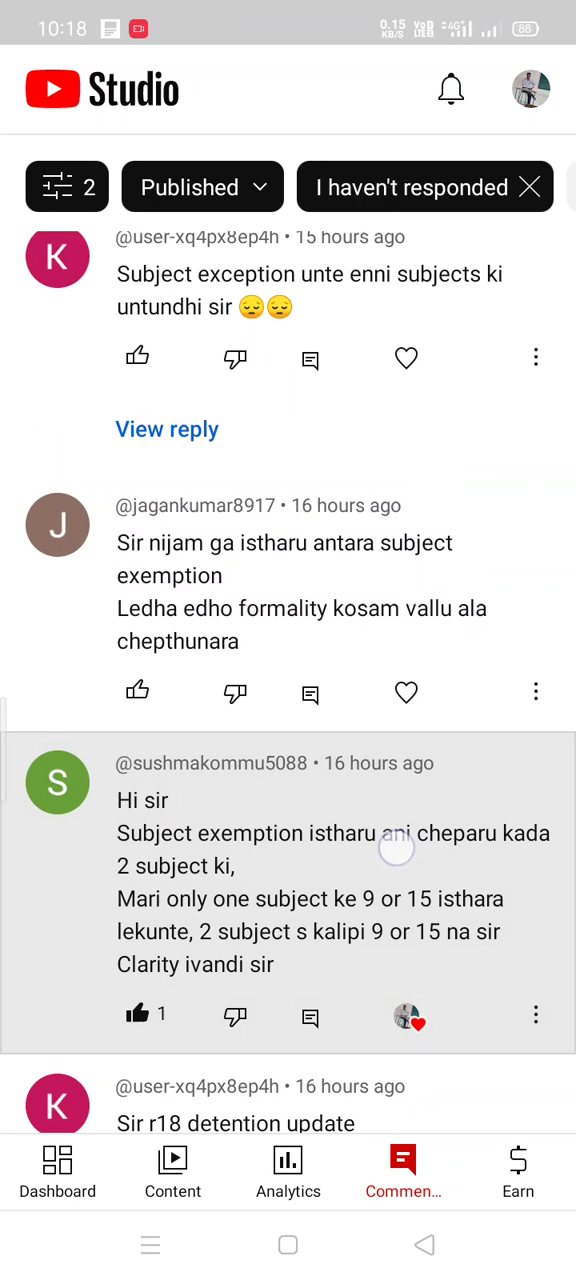 10:18 0.15 KB/S VoD LTE 4G 88
Studio
2 Published I haven't responded
K @user-xq4px8ep4h • 15 hours ago
Subject exception unte enni subjects ki
untundhi sir 😔😔
View reply
J @jagankumar8917 • 16 hours ago
Sir nijam ga istharu antara subject
exemption
Ledha edho formality kosam vallu ala
chepthunara
S @sushmakommu5088 • 16 hours ago
Hi sir
Subject exemption istharu ani cheparu kada
2 subject ki,
Mari only one subject ke 9 or 15 isthara
lekunte, 2 subject s kalipi 9 or 15 na sir
Clarity ivandi sir
1
K @user-xq4px8ep4h • 16 hours ago
Sir r18 detention update
Dashboard Content Analytics Commen... Earn